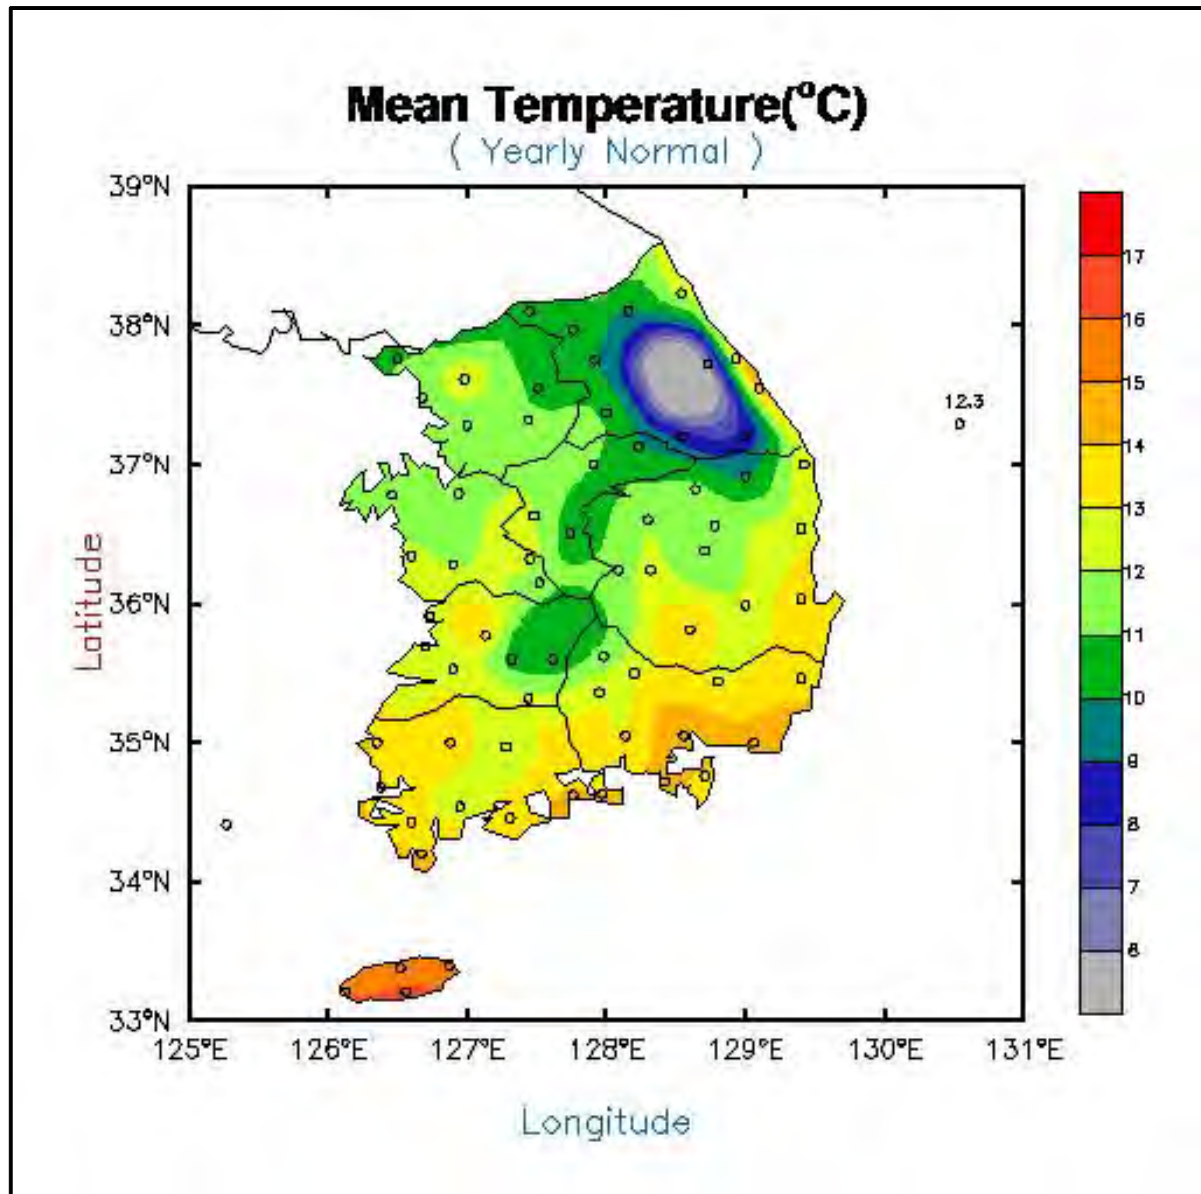 Mean Temperature(°C)
( Yearly Normal )
39°N
38°N
37°N
36°N
35°N
34°N
33°N
125°E 126°E 127°E 128°E 129°E 130°E 131°E
Latitude
Longitude
12.3
17
16
15
14
13
12
11
10
9
8
7
6